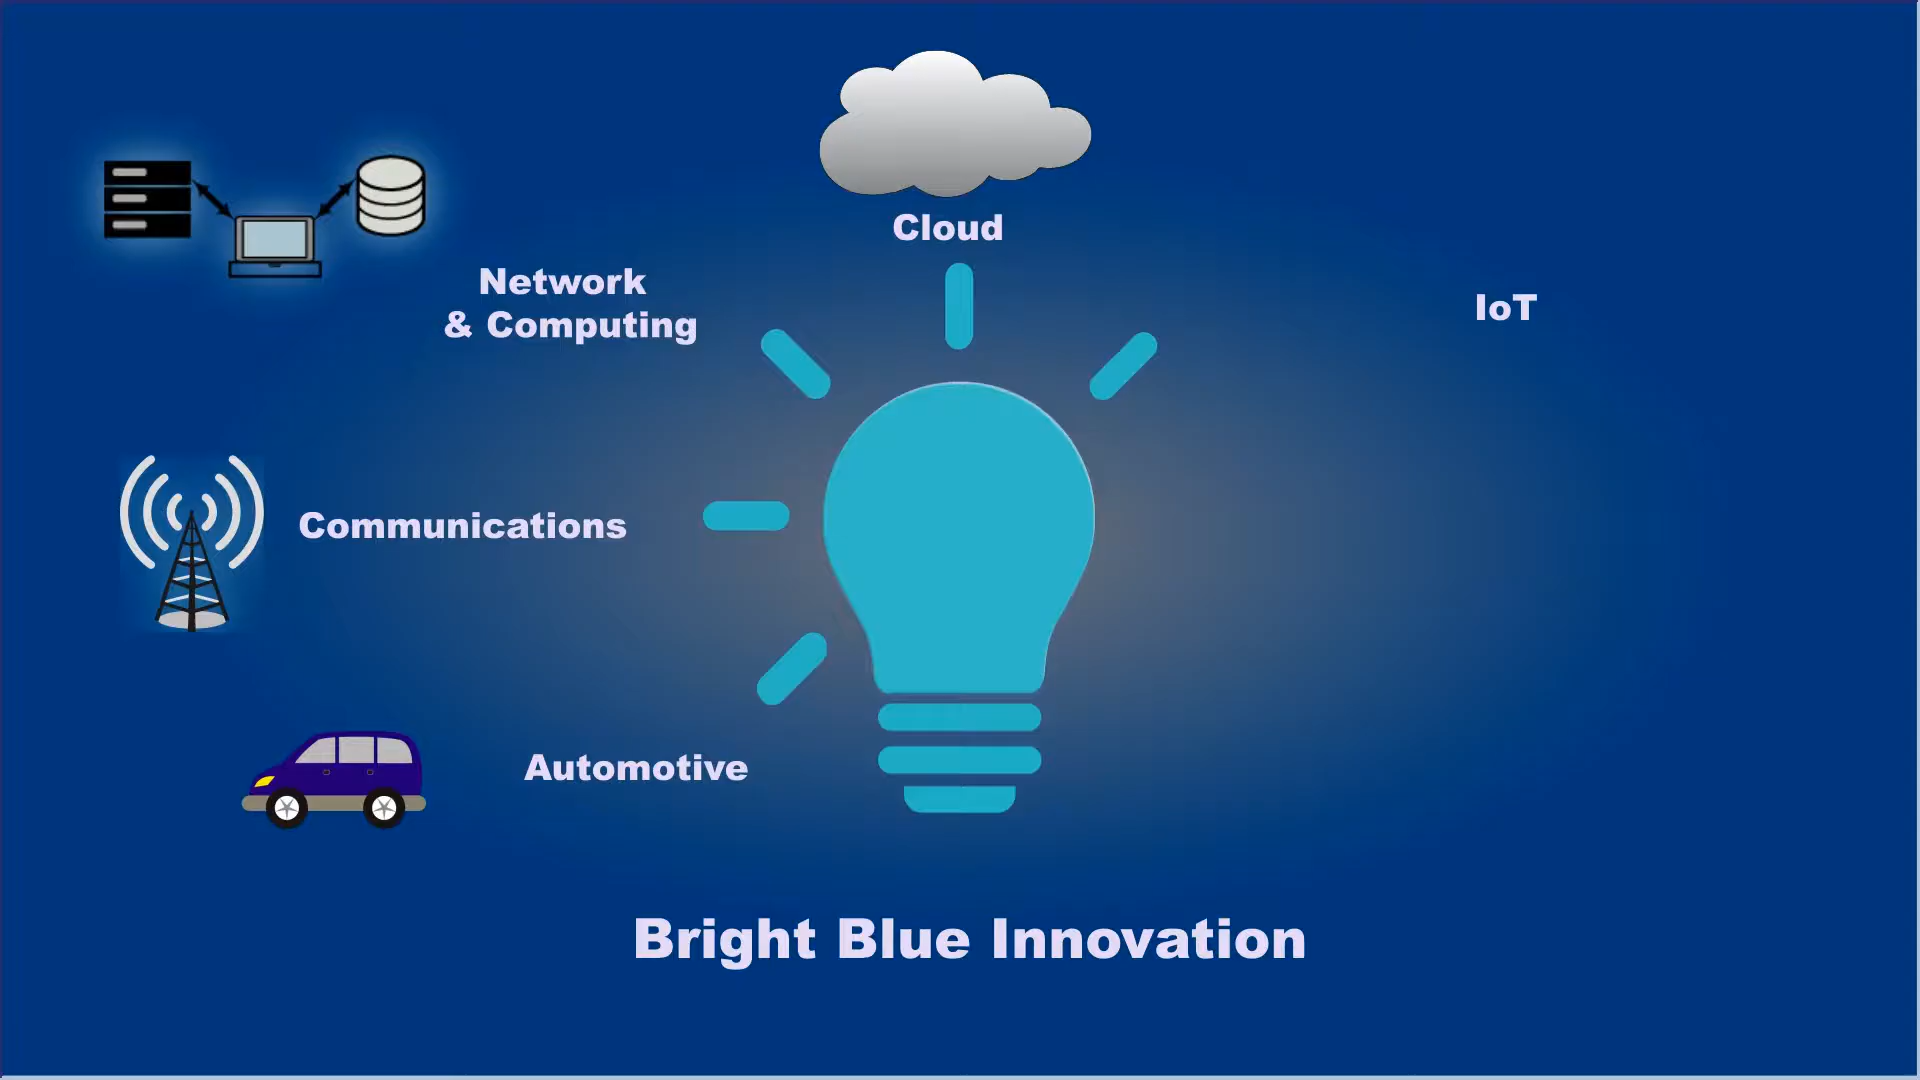 Cloud
Network
& Computing
IoT
Communications
Automotive
Bright Blue Innovation